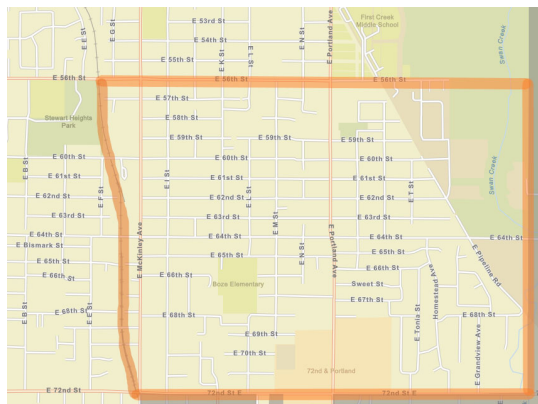 E 53rd St
E 54th St
E 55th St
E 56th St
E 56th St
E E St
E G St
E K St
E L St
E N St
E Portland Ave
First Creek
Middle School
Swan Creek
E 57th St
E 58th St
E 59th St
E 59th St
E 59th St
Stewart Heights
Park
E 60th St
E 60th St
E 60th St
E 61st St
E 61st St
E 61st St
E 62nd St
E 62nd St
E 62nd St
E 63rd St
E 63rd St
E 63rd St
E B St
E F St
E I St
E L St
E M St
E T St
Swan Creek
E 64th St
E 64th St
E 64th St
E 64th St
E Bismark St
E 65th St
E 65th St
E 65th St
E 66th St
E 66th St
E 66th St
E McKinley Ave
E N St
E Portland Ave
E Pipeline Rd
Homestead Ave
Boze Elementary
Sweet St
E 67th St
E B St
E E St
E 68th St
E 68th St
E 68th St
E Tonia St
E Grandview Ave
E 69th St
E 70th St
72nd & Portland
E 72nd St
72nd St E
E 72nd St